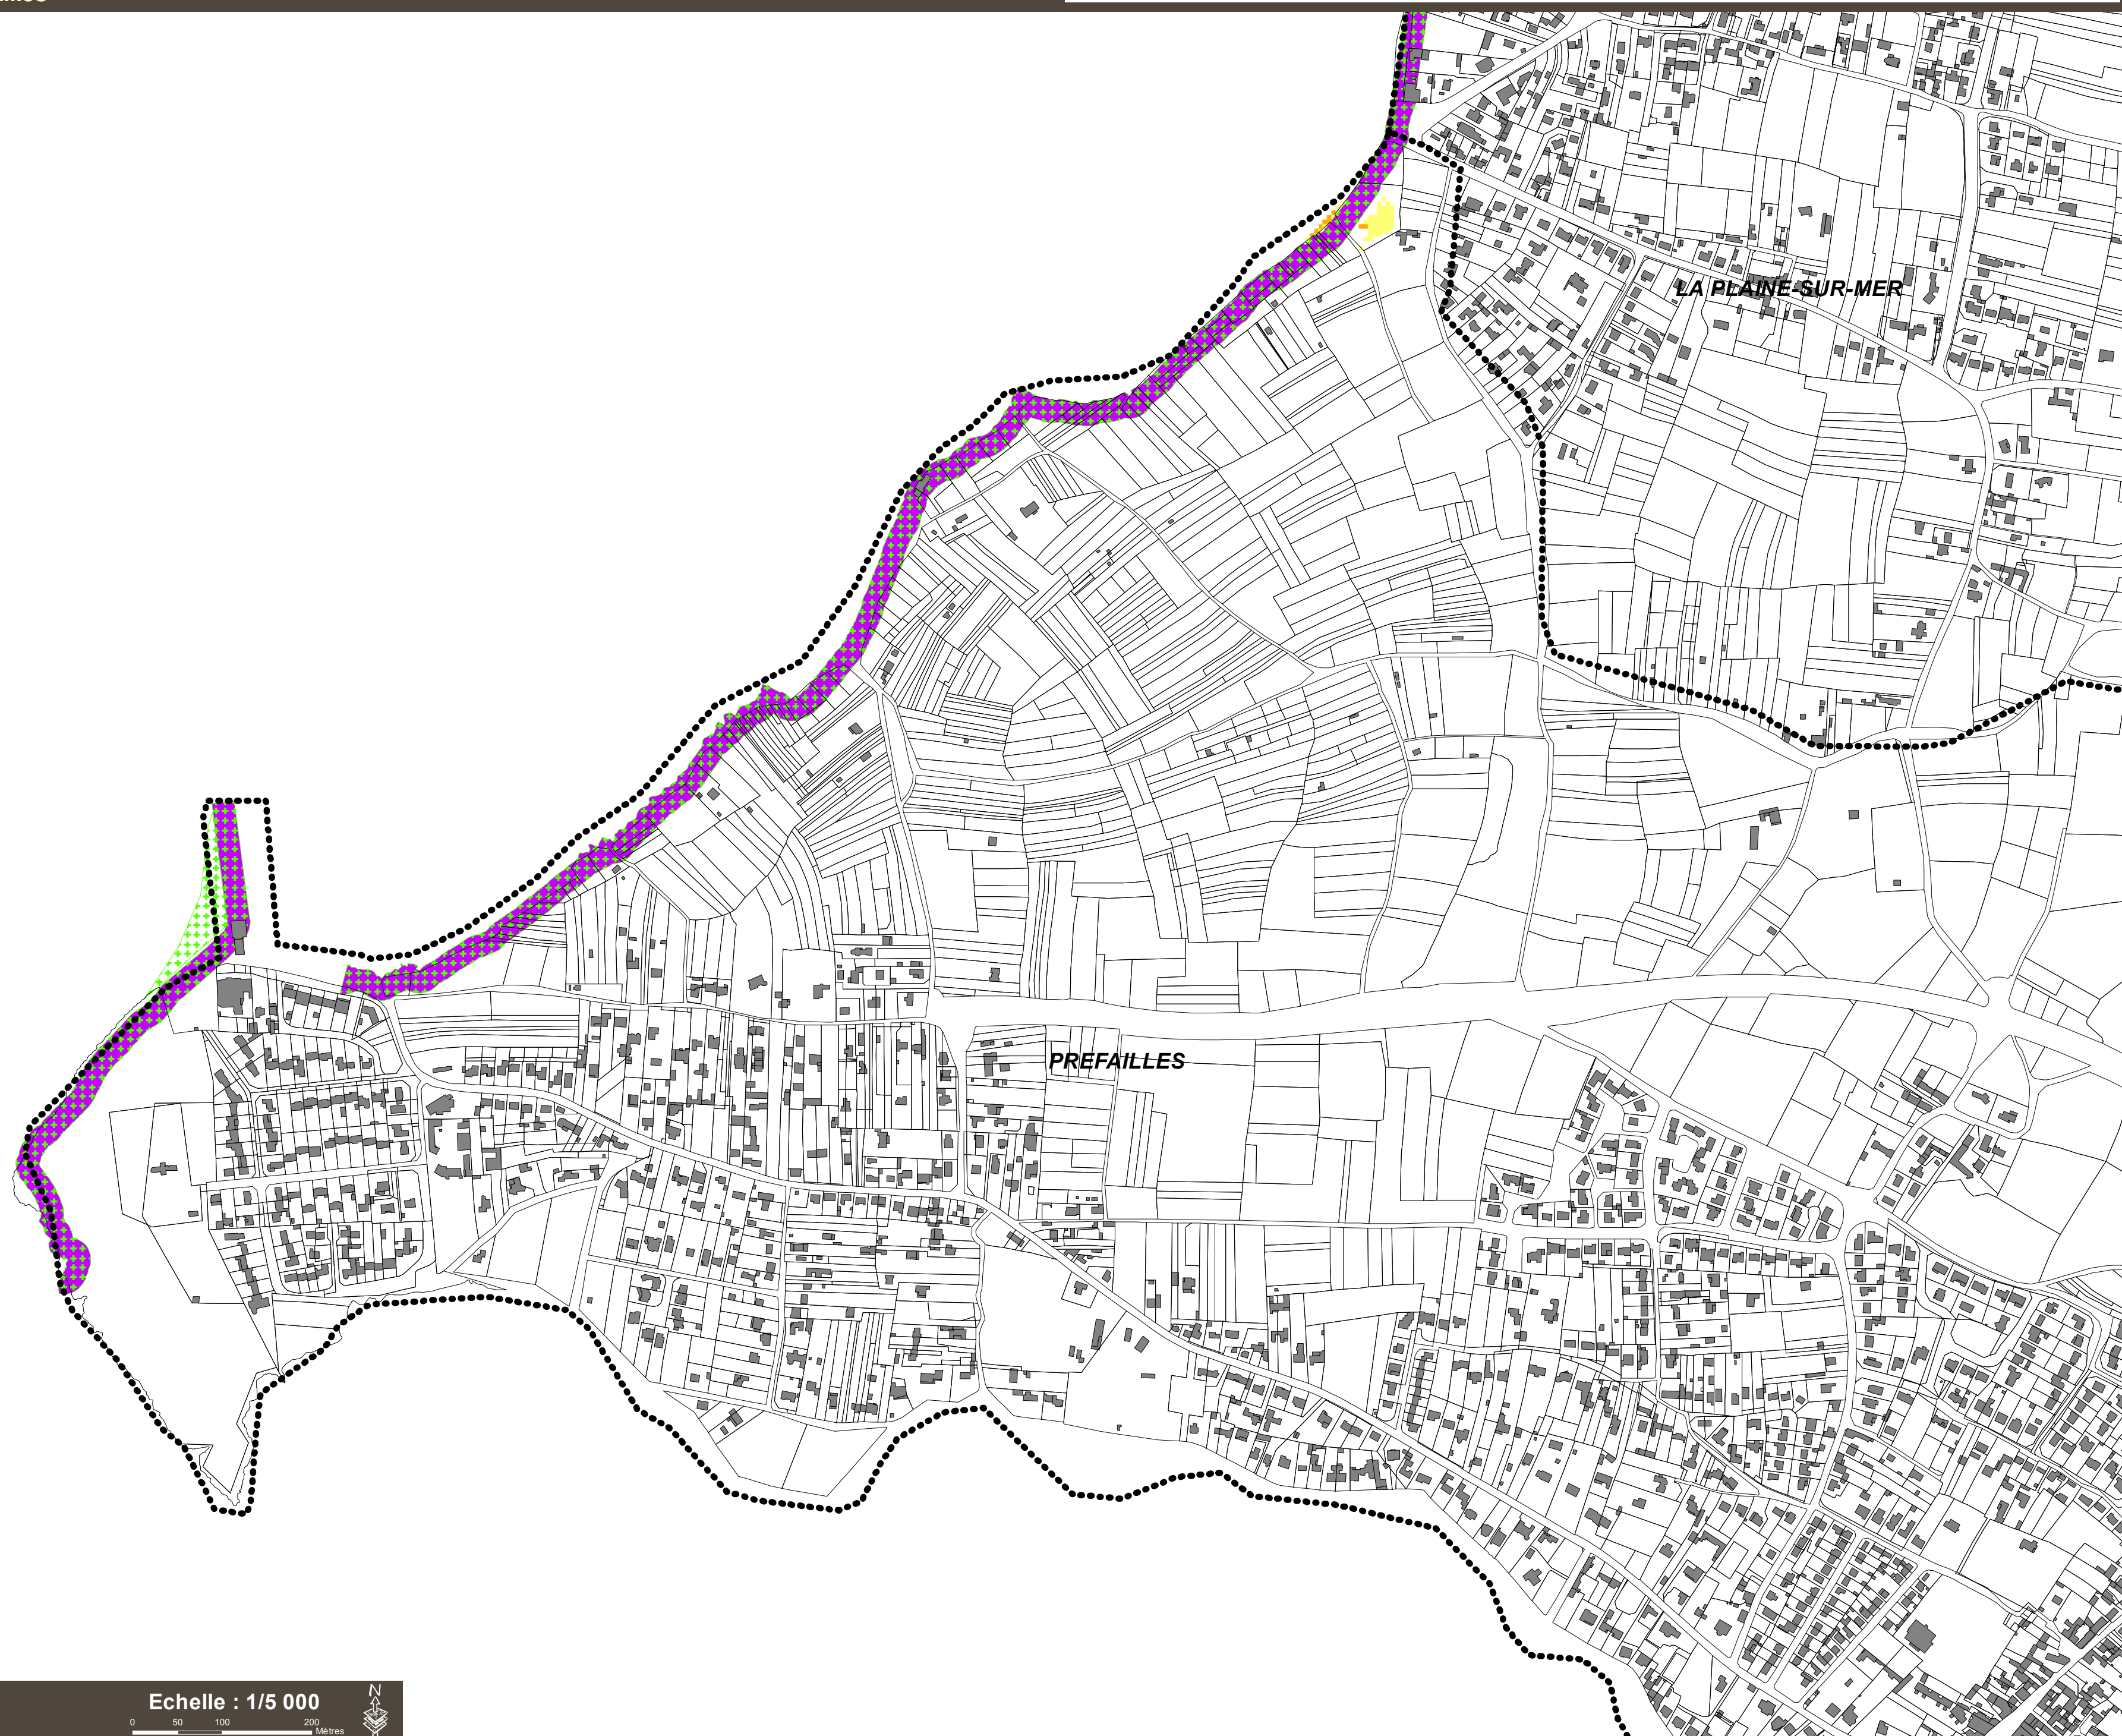 LA PLAINE-SUR-MER
PREFAILLES
Echelle : 1/5 000
N
0 50 100 200
Mètres